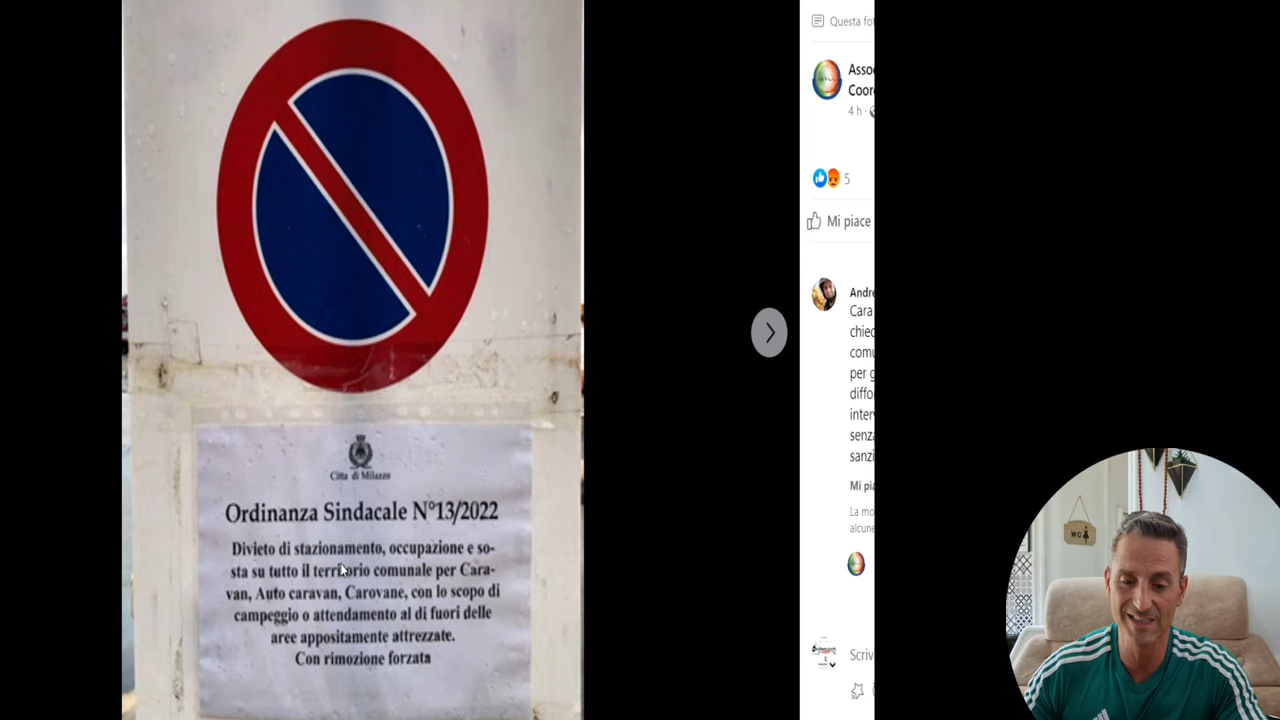 Città di Milazzo
Ordinanza Sindacale N°13/2022
Divieto di stazionamento, occupazione e so-
sta su tutto il territorio comunale per Cara-
van, Auto caravan, Carovane, con lo scopo di
campeggio o attendamento al di fuori delle
aree appositamente attrezzate.
Con rimozione forzata
Questa fot
Asso
Coor
4 h ·
5
Mi piace
Andre
Cara
chied
comu
per g
diffo
inter
senza
sanzi
Mi pia
La mo
alcune
Scriv
WC